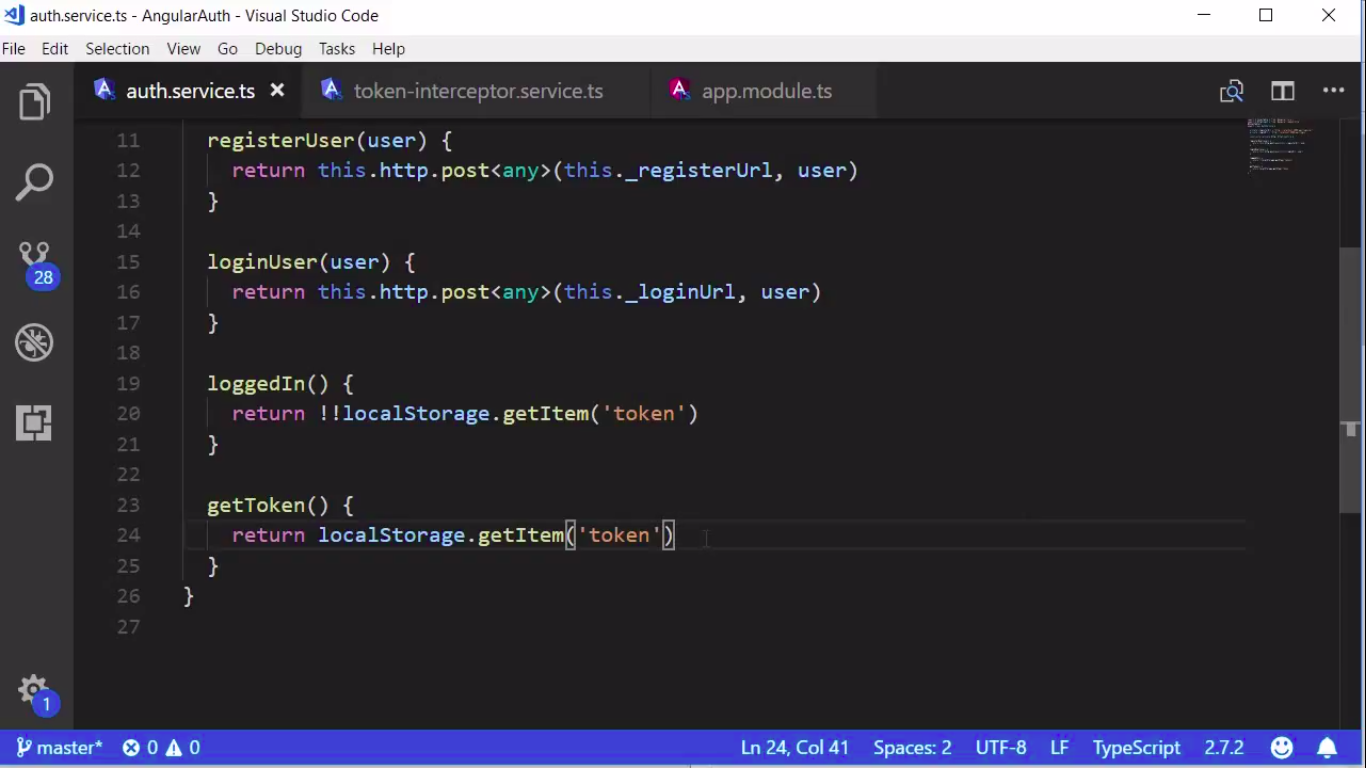 auth.service.ts - AngularAuth - Visual Studio Code
File Edit Selection View Go Debug Tasks Help
auth.service.ts token-interceptor.service.ts app.module.ts
11 registerUser(user) {
12 return this.http.post<any>(this._registerUrl, user)
13 }
14
15 loginUser(user) {
16 return this.http.post<any>(this._loginUrl, user)
17 }
18
19 loggedIn() {
20 return !!localStorage.getItem('token')
21 }
22
23 getToken() {
24 return localStorage.getItem('token')
25 }
26 }
27
28
1
master* 0 0 Ln 24, Col 41 Spaces: 2 UTF-8 LF TypeScript 2.7.2